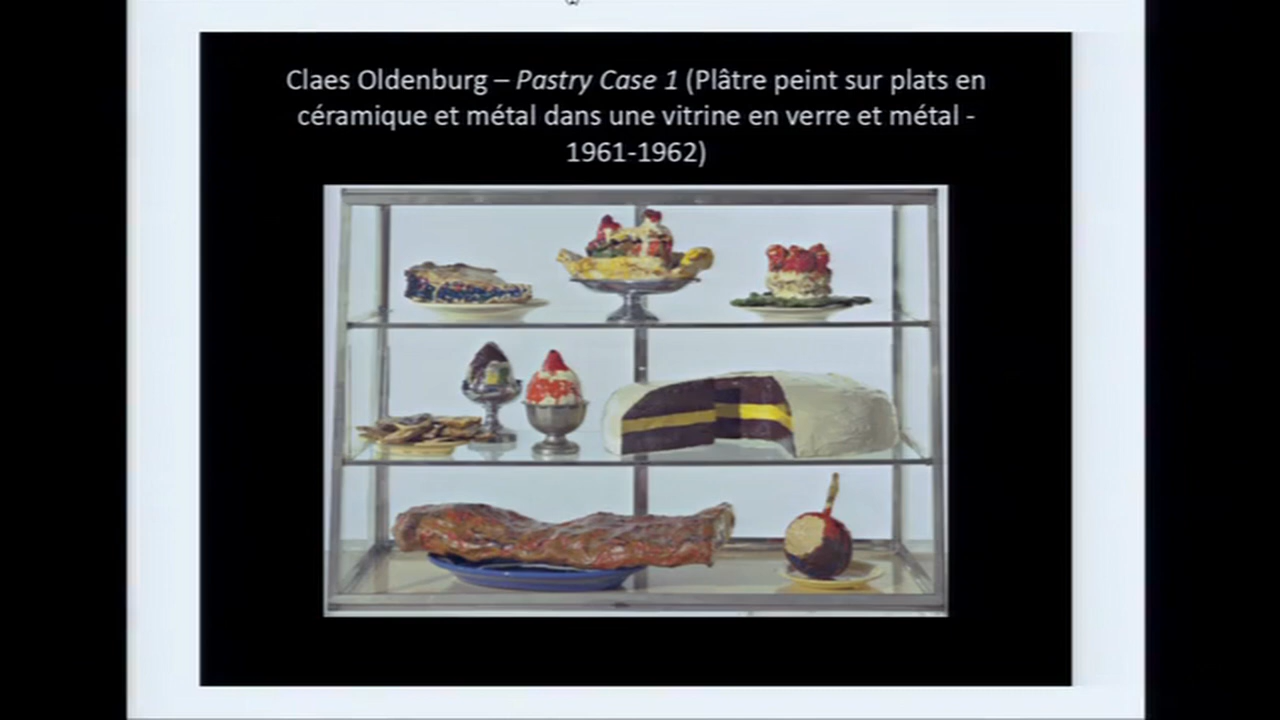 Claes Oldenburg – Pastry Case 1 (Plâtre peint sur plats en
céramique et métal dans une vitrine en verre et métal -
1961-1962)